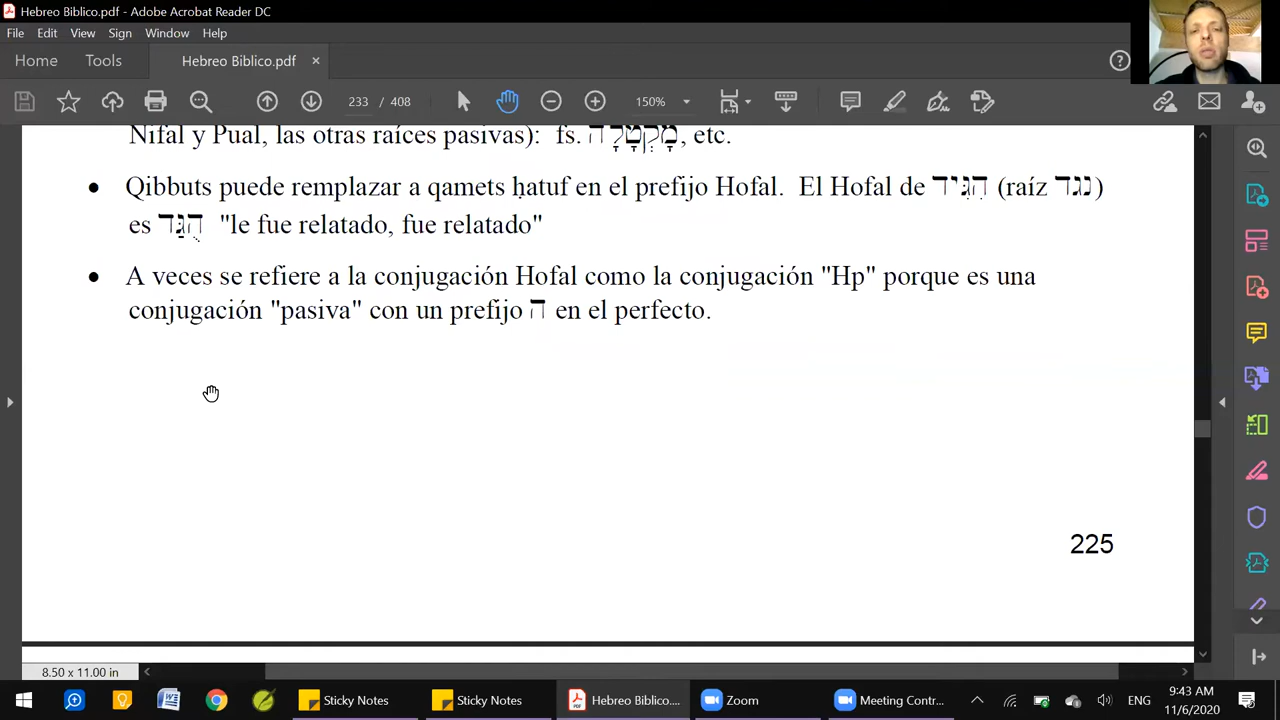 Hebreo Biblico.pdf - Adobe Acrobat Reader DC
File Edit View Sign Window Help
Home Tools Hebreo Biblico.pdf ×
233 / 408 150%
Nifal y Pual, las otras raíces pasivas): fs. מָקְטָלָה, etc.
• Qibbuts puede remplazar a qamets ḥatuf en el prefijo Hofal. El Hofal de הִגִּיד (raíz נגד)
es הֻגַּד "le fue relatado, fue relatado"
• A veces se refiere a la conjugación Hofal como la conjugación "Hp" porque es una
conjugación "pasiva" con un prefijo ה en el perfecto.
225
8.50 x 11.00 in
Sticky Notes Sticky Notes Hebreo Biblico.... Zoom Meeting Contr... ENG 9:43 AM
11/6/2020